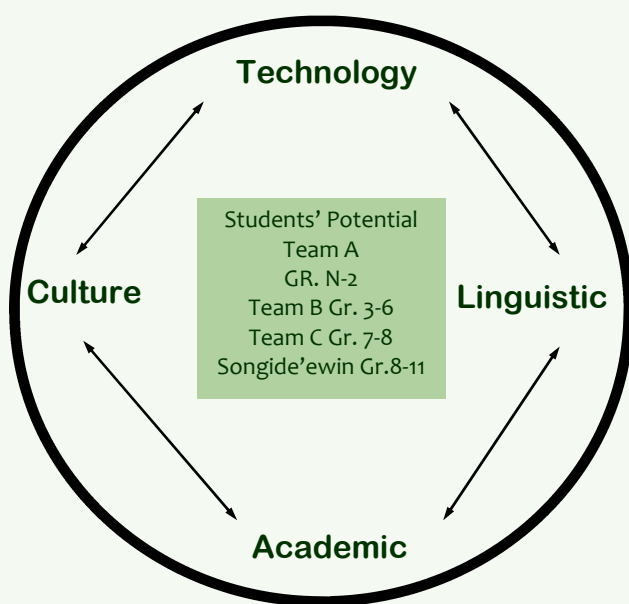 Technology
Students’ Potential
Team A
GR. N-2
Team B Gr. 3-6
Team C Gr. 7-8
Songide’ewin Gr.8-11
Culture
Linguistic
Academic